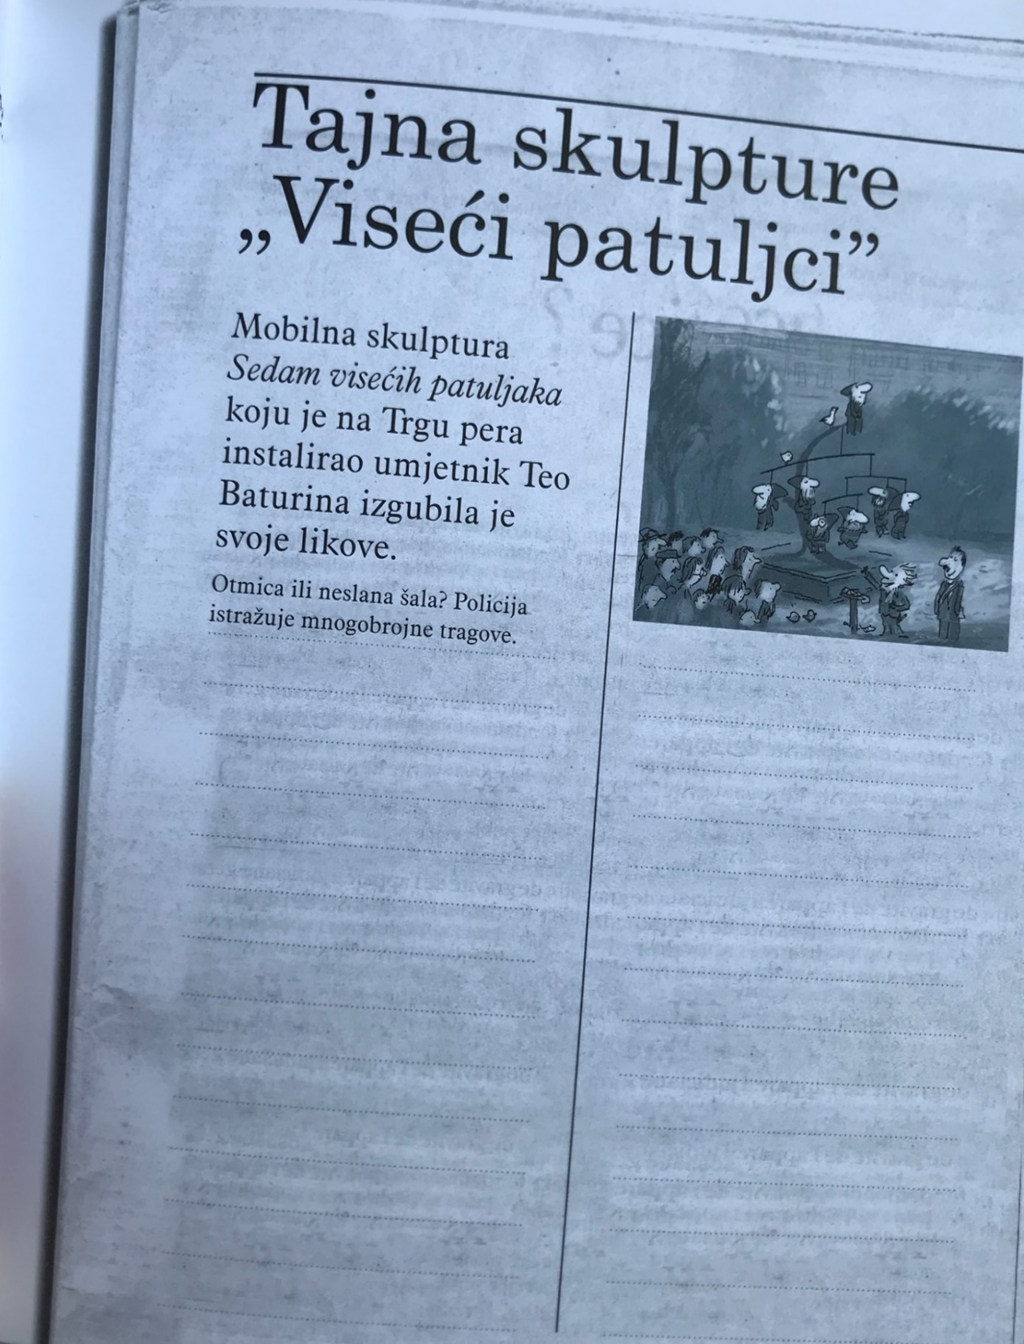 Tajna skulpture
„Viseći patuljci”
Mobilna skulptura
Sedam visećih patuljaka
koju je na Trgu pera
instalirao umjetnik Teo
Baturina izgubila je
svoje likove.
Otmica ili neslana šala? Policija
istražuje mnogobrojne tragove.